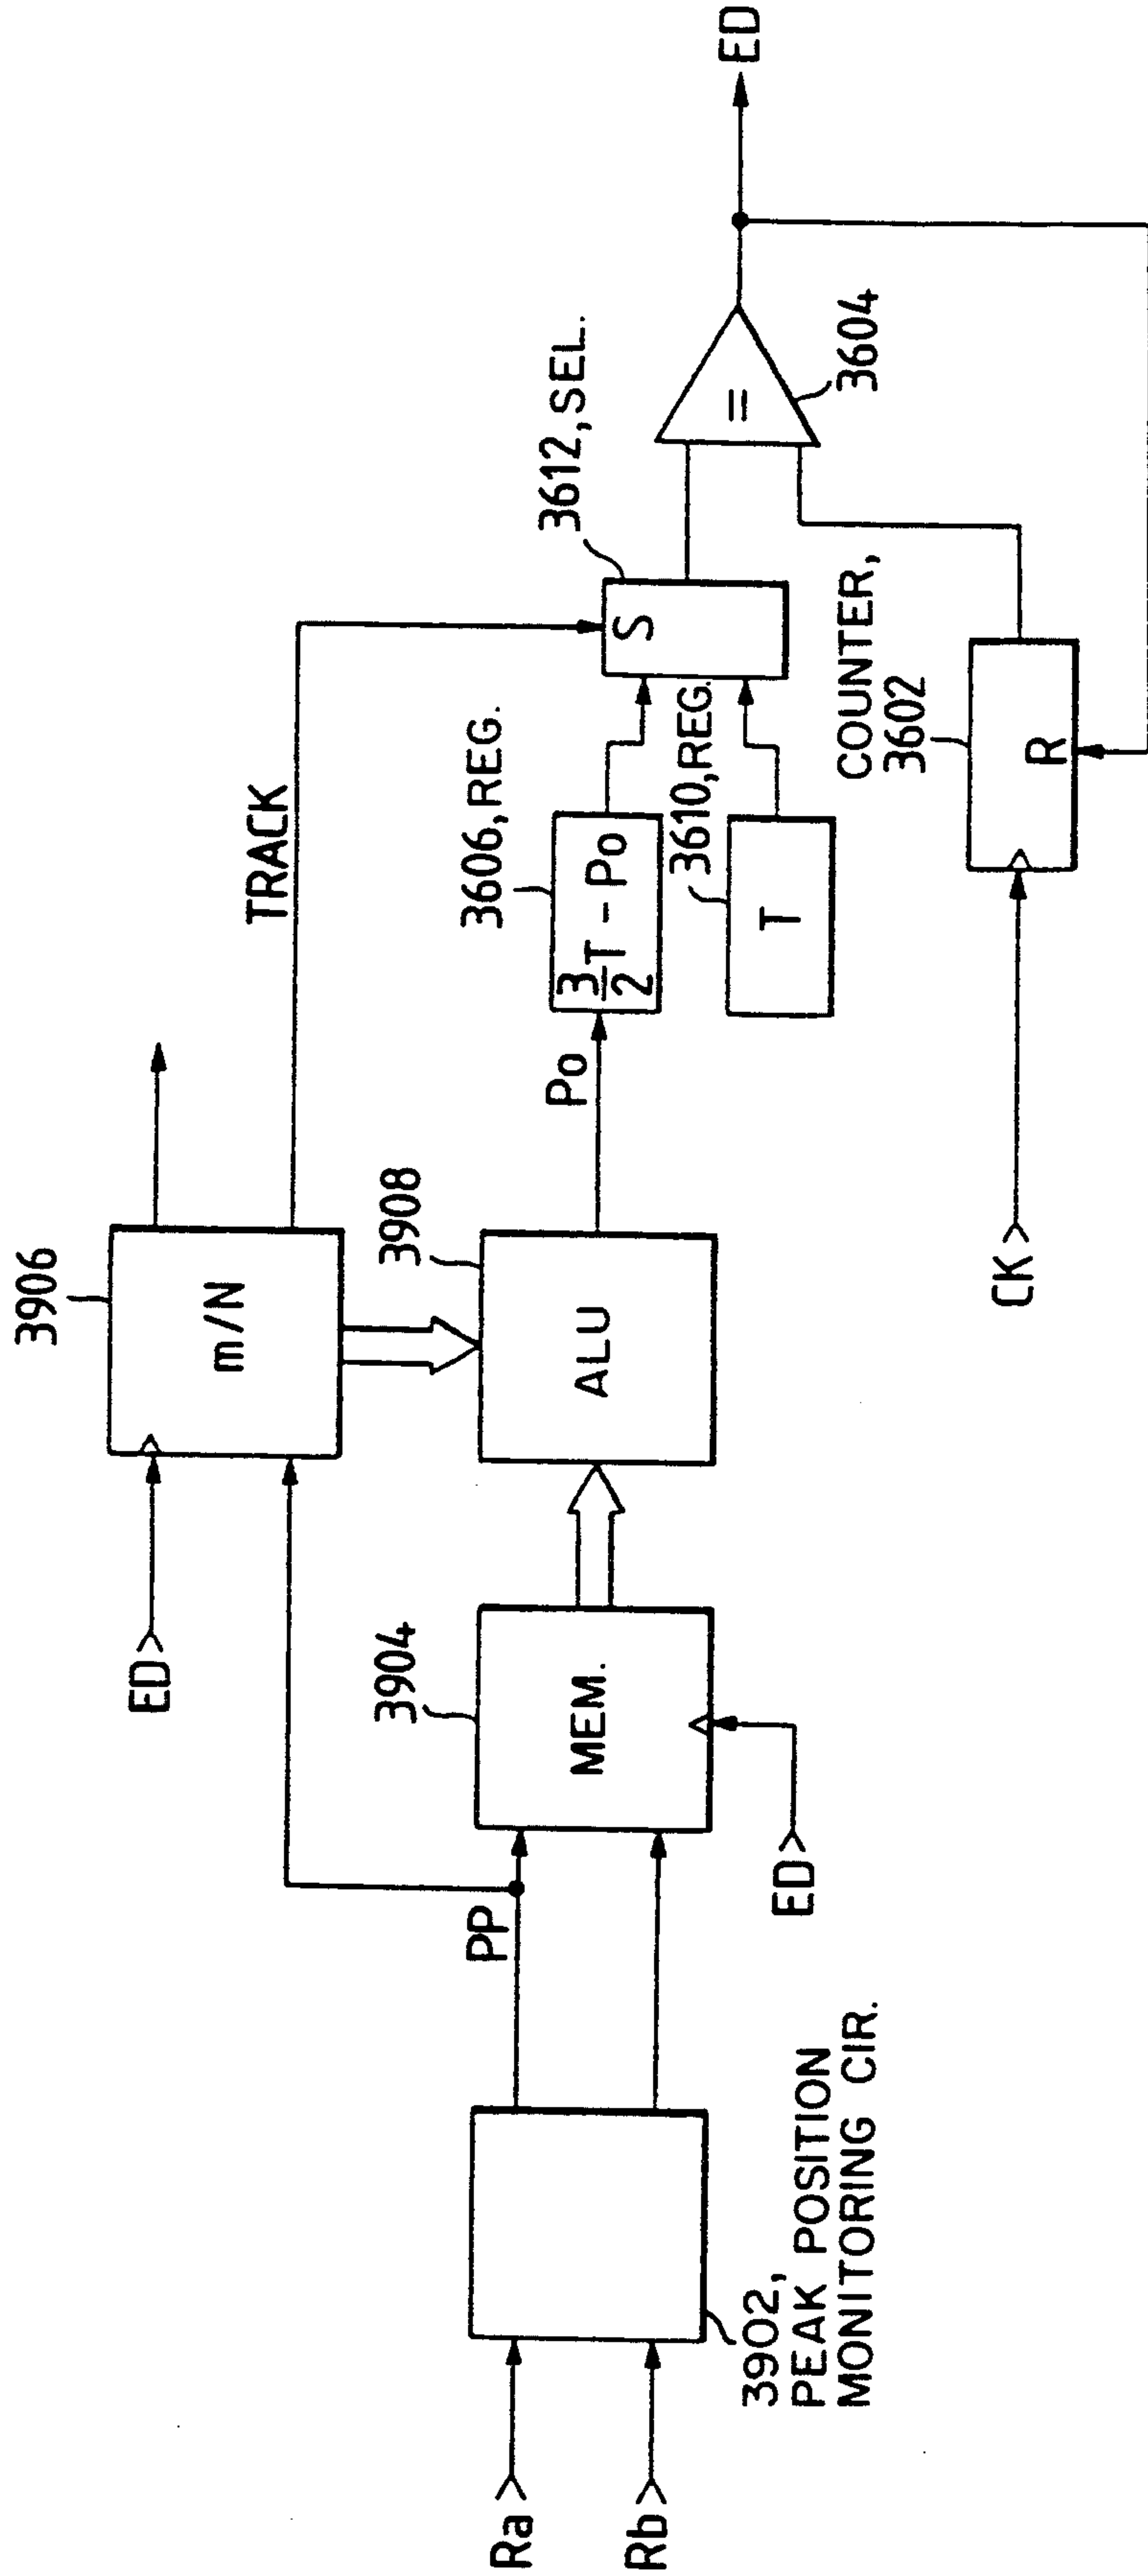 Ra
Rb
3902,
PEAK POSITION
MONITORING CIR.
PP
3904
MEM.
ED
ED
3906
m/N
3908
ALU
TRACK
Po
3606, REG.
3/2 T - Po
3610, REG.
T
3612, SEL.
S
COUNTER,
3602
R
CK
=
3604
ED